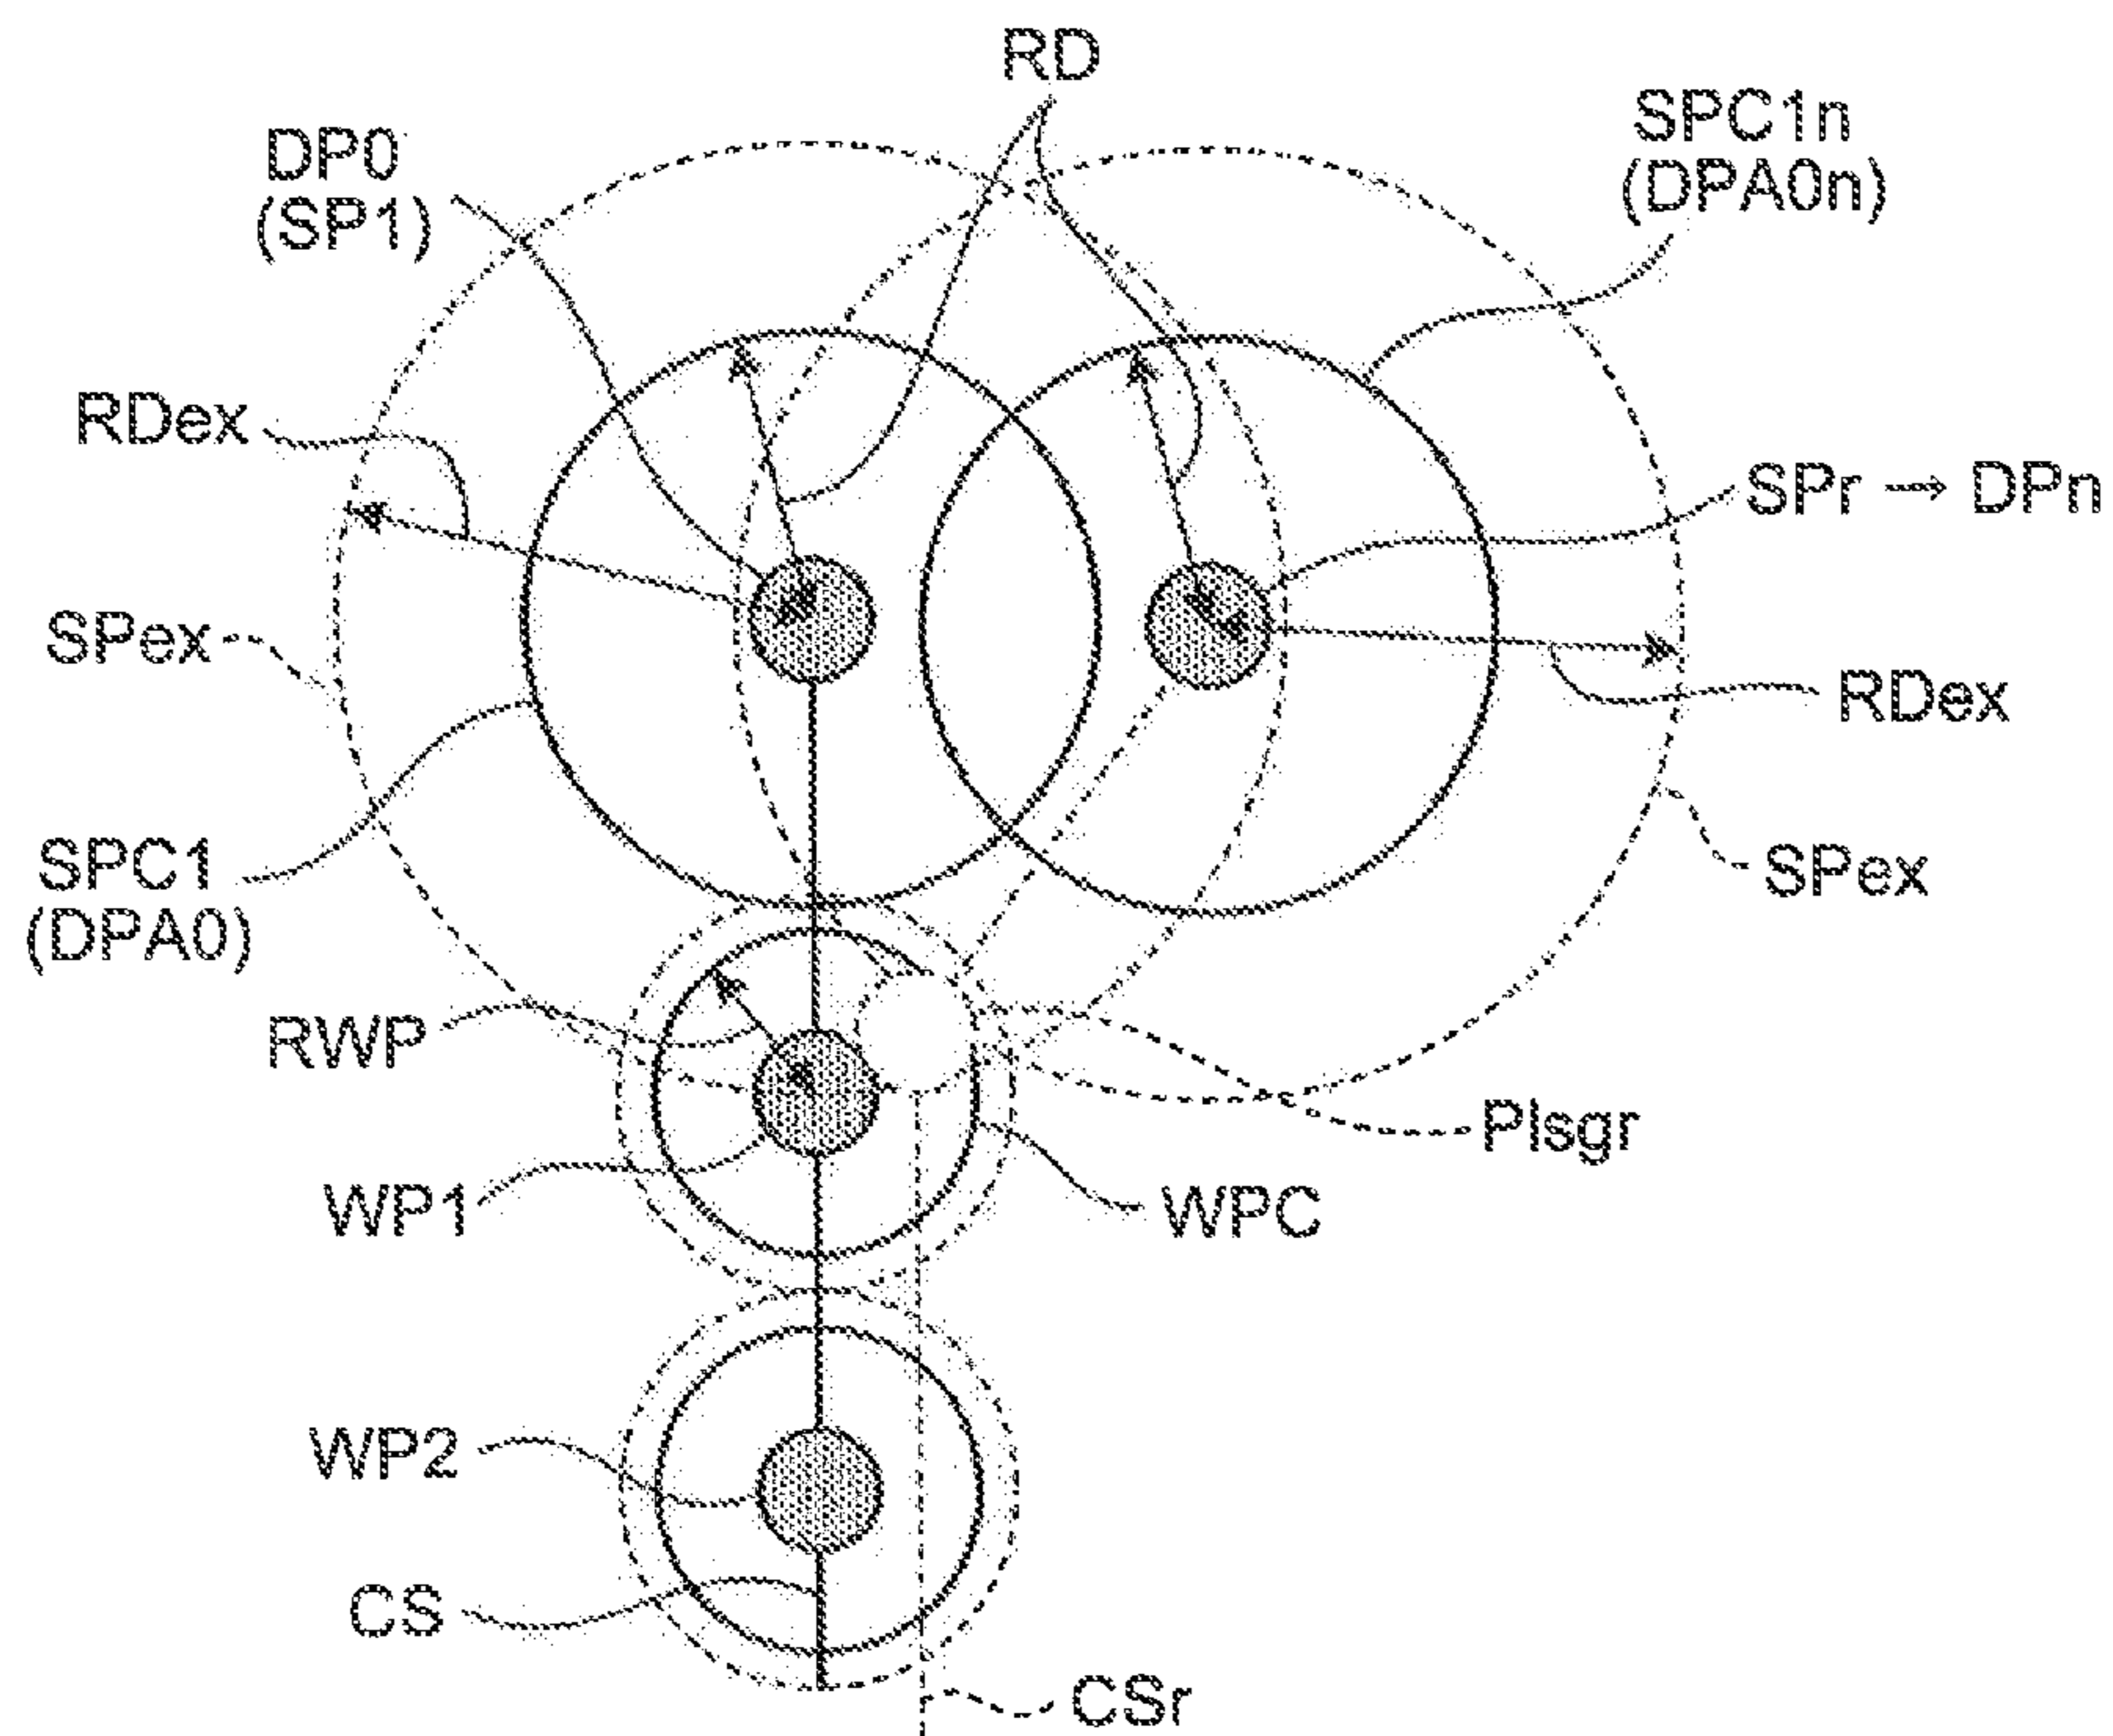 RD
DP0
(SP1)
SPC1n
(DPA0n)
RDex
SPr → DPn
SPex
RDex
SPC1
(DPA0)
SPex
RWP
Plsgr
WP1
WPC
WP2
CS
CSr